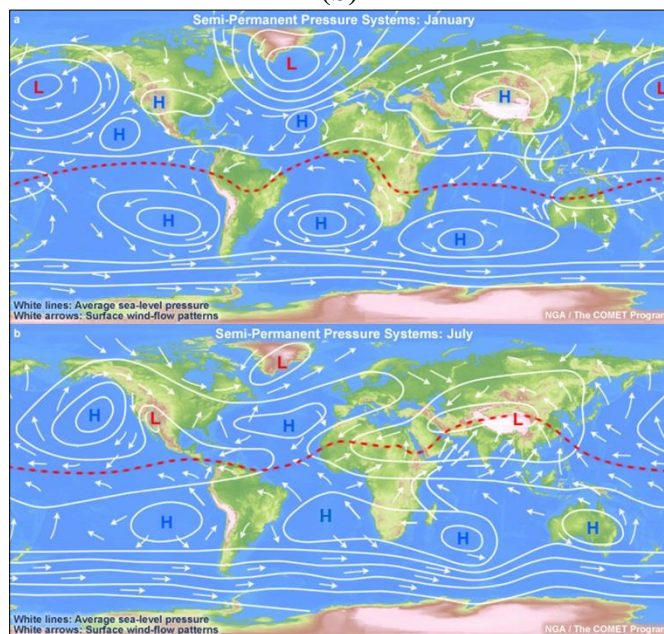 (b)
a
Semi-Permanent Pressure Systems: January
L
L
L
H
H
H
H
H
H
H
White lines: Average sea-level pressure
White arrows: Surface wind-flow patterns
NGA / The COMET Program
b
Semi-Permanent Pressure Systems: July
L
H
L
H
L
H
H
H
H
White lines: Average sea-level pressure
White arrows: Surface wind-flow patterns
NGA / The COMET Program